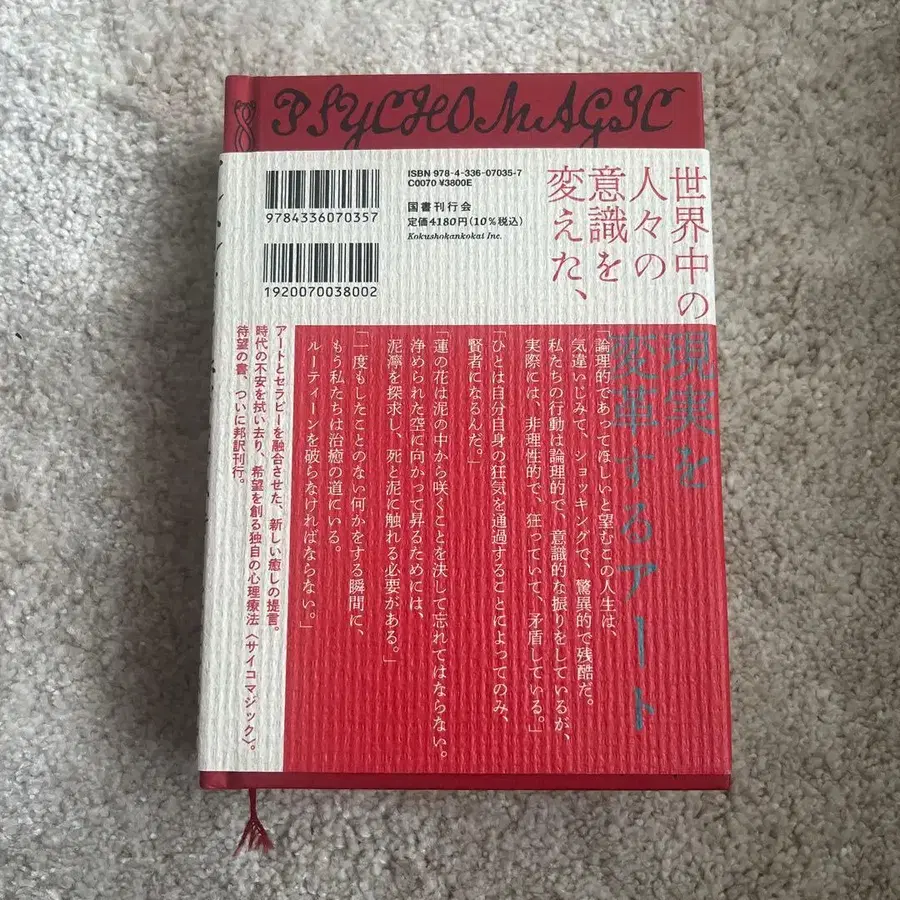 PSYCHOMAGIC
ISBN 978-4-336-07035-7
C0070 ¥3800E
国書刊行会
定価4180円(10%税込)
Kokushokankokai Inc.
9784336070357
1920070038002
世界中の
人々の
意識を
変えた、
現実を
変革するアート
「論理的であってほしいと望むこの人生は、
気違いじみて、ショッキングで、驚異的で残酷だ。
私たちの行動は論理的で、意識的な振りをしているが、
実際には、非理性的で、狂っていて、矛盾している。」
「ひとは自分自身の狂気を通過することによってのみ、
賢者になるんだ。」
「蓮の花は泥の中から咲くことを決して忘れてはならない。
浄められた空に向かって昇るためには、
泥濘を探求し、死と泥に触れる必要がある。」
「一度もしたことのない何かをする瞬間に、
もう私たちは治癒の道にいる。
ルーティーンを破らなければならない。」
アートとセラピーを融合させた、新しい癒しの提言。
時代の不安を拭い去り、希望を創る独自の心理療法〈サイコマジック〉。
待望の書、ついに邦訳刊行。